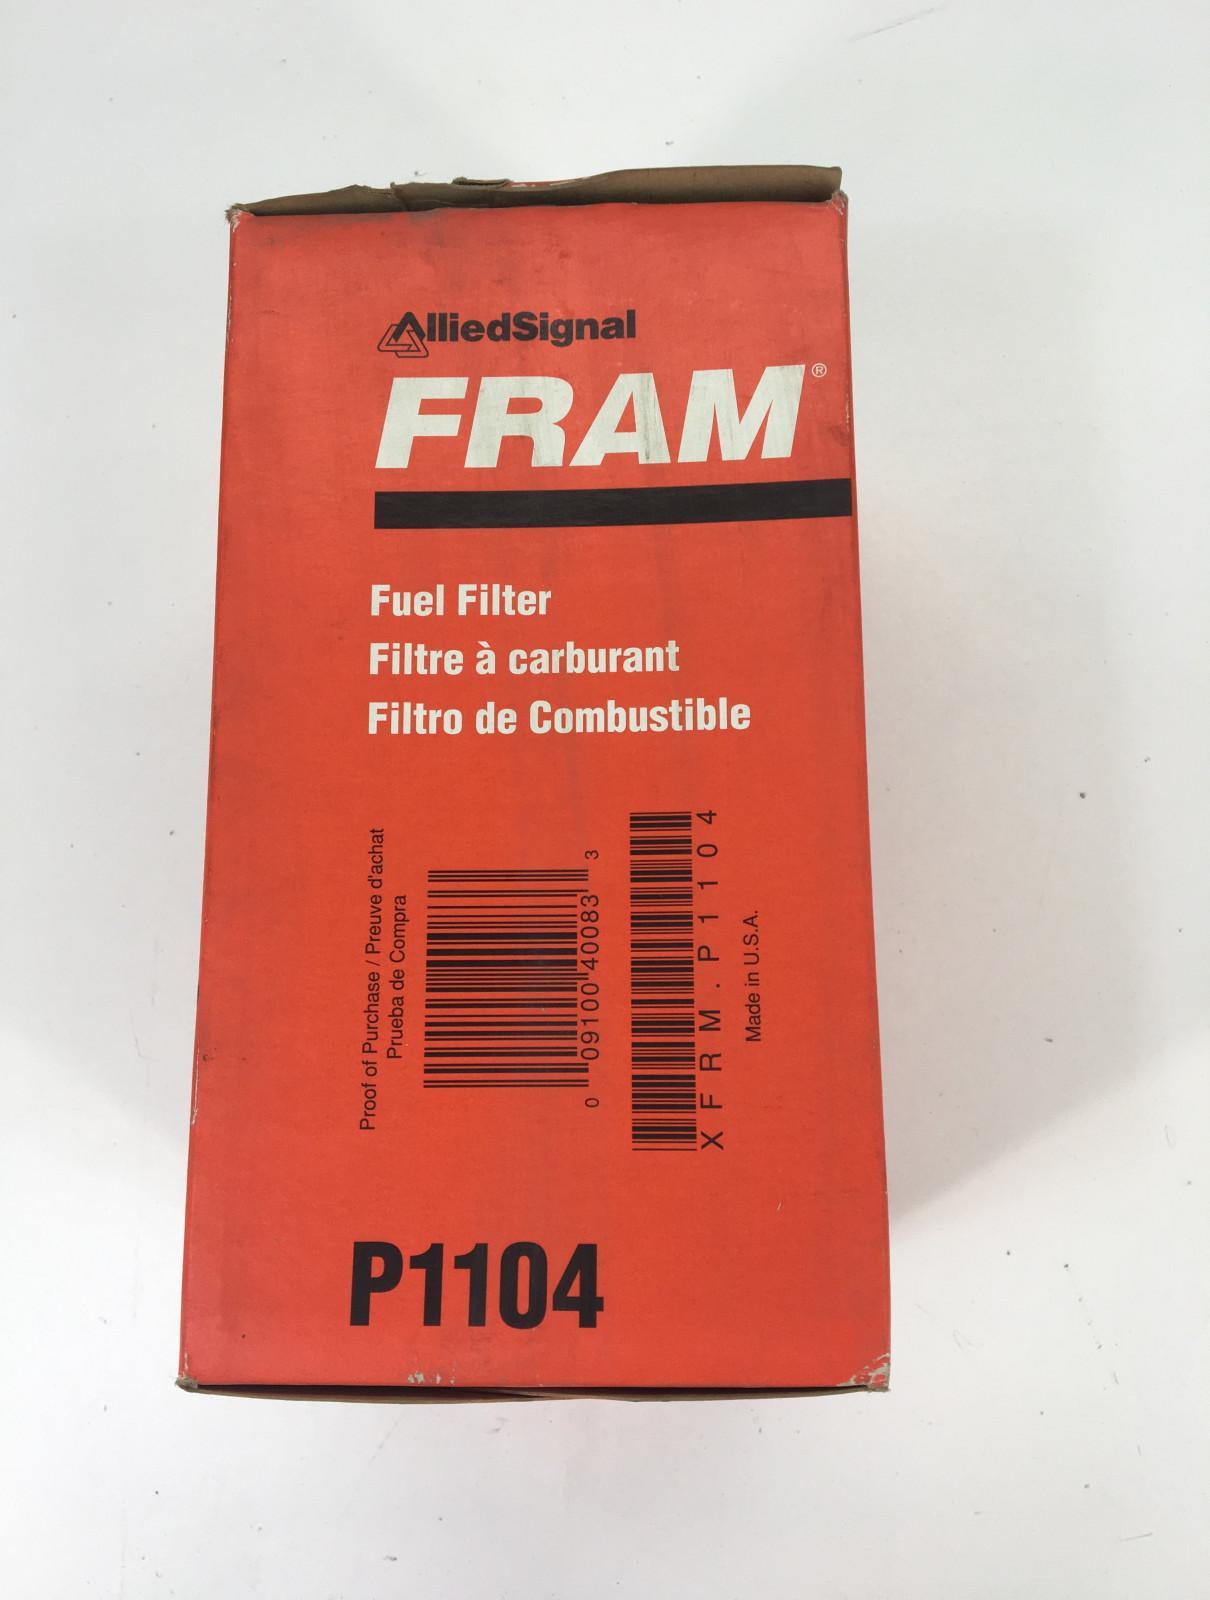 AlliedSignal
FRAM®
Fuel Filter
Filtre à carburant
Filtro de Combustible
Proof of Purchase / Preuve d'achat
Prueba de Compra
0 09100 40083 3
XFRM.P1104
Made in U.S.A.
P1104